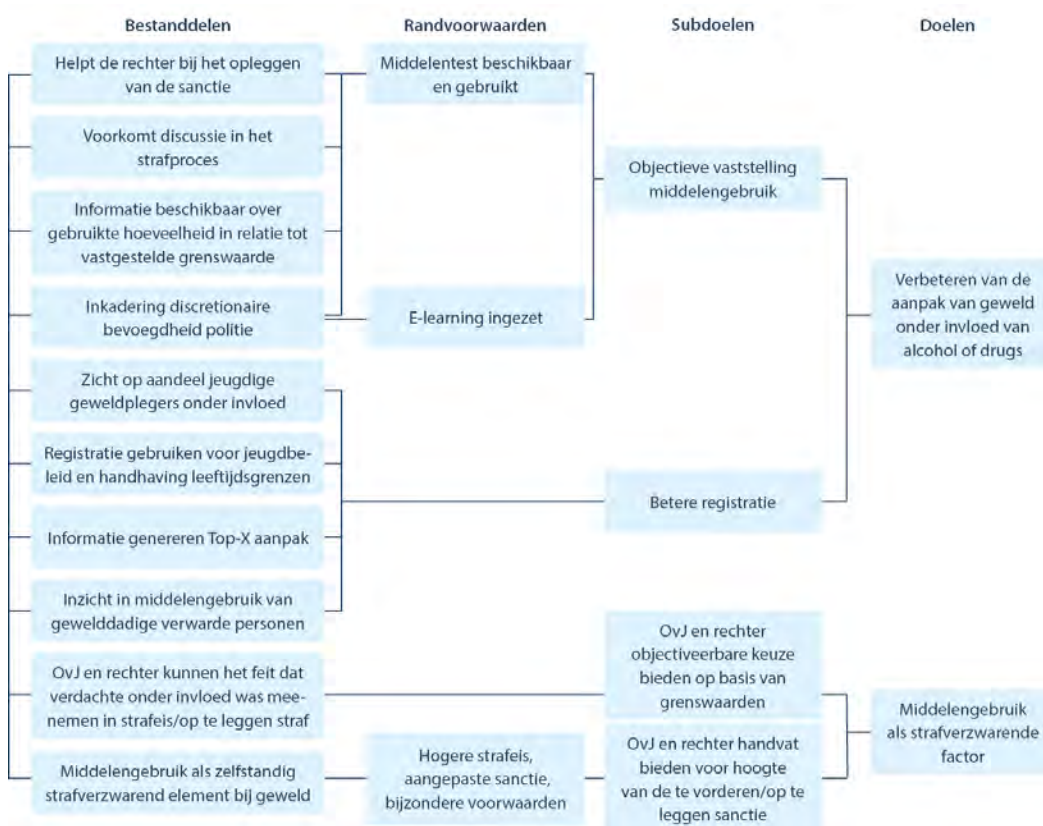 Bestanddelen
Randvoorwaarden
Subdoelen
Doelen
Helpt de rechter bij het opleggen
van de sanctie
Voorkomt discussie in het
strafproces
Informatie beschikbaar over
gebruikte hoeveelheid in relatie tot
vastgestelde grenswaarde
Inkadering discretionaire
bevoegdheid politie
Zicht op aandeel jeugdige
geweldplegers onder invloed
Registratie gebruiken voor jeugdbe-
leid en handhaving leeftijdsgrenzen
Informatie genereren Top-X aanpak
Inzicht in middelengebruik van
gewelddadige verwarde personen
OvJ en rechter kunnen het feit dat
verdachte onder invloed was mee-
nemen in strafeis/op te leggen straf
Middelengebruik als zelfstandig
strafverzwarend element bij geweld
Middelentest beschikbaar
en gebruikt
E-learning ingezet
Hogere strafeis,
aangepaste sanctie,
bijzondere voorwaarden
Objectieve vaststelling
middelengebruik
Betere registratie
OvJ en rechter
objectiveerbare keuze
bieden op basis van
grenswaarden
OvJ en rechter handvat
bieden voor hoogte
van de te vorderen/op te
leggen sanctie
Verbeteren van de
aanpak van geweld
onder invloed van
alcohol of drugs
Middelengebruik
als strafverzwarende
factor